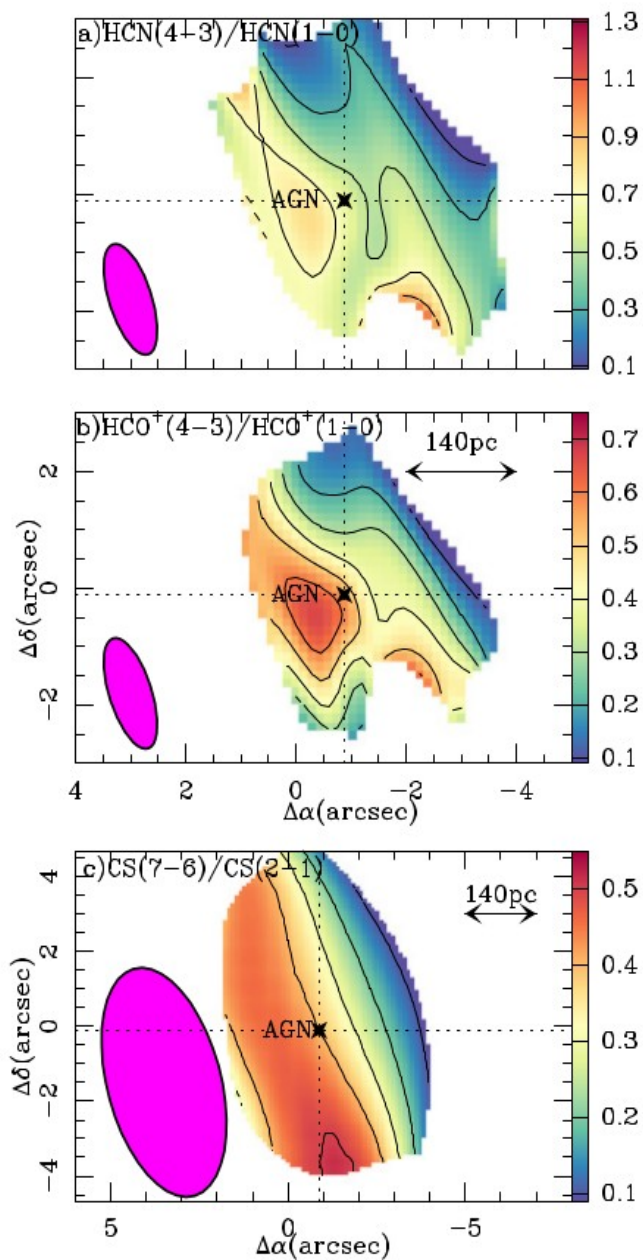 a)HCN(4-3)/HCN(1-0)
1.3
1.1
0.9
0.7
0.5
0.3
0.1
AGN
b)HCO⁺(4-3)/HCO⁺(1-0)
140pc
0.7
0.6
0.5
0.4
0.3
0.2
0.1
2
0
-2
Δδ(arcsec)
AGN
4 2 0 -2 -4
Δα(arcsec)
c)CS(7-6)/CS(2-1)
140pc
0.5
0.4
0.3
0.2
0.1
4
2
0
-2
-4
Δδ(arcsec)
AGN
5 0 -5
Δα(arcsec)